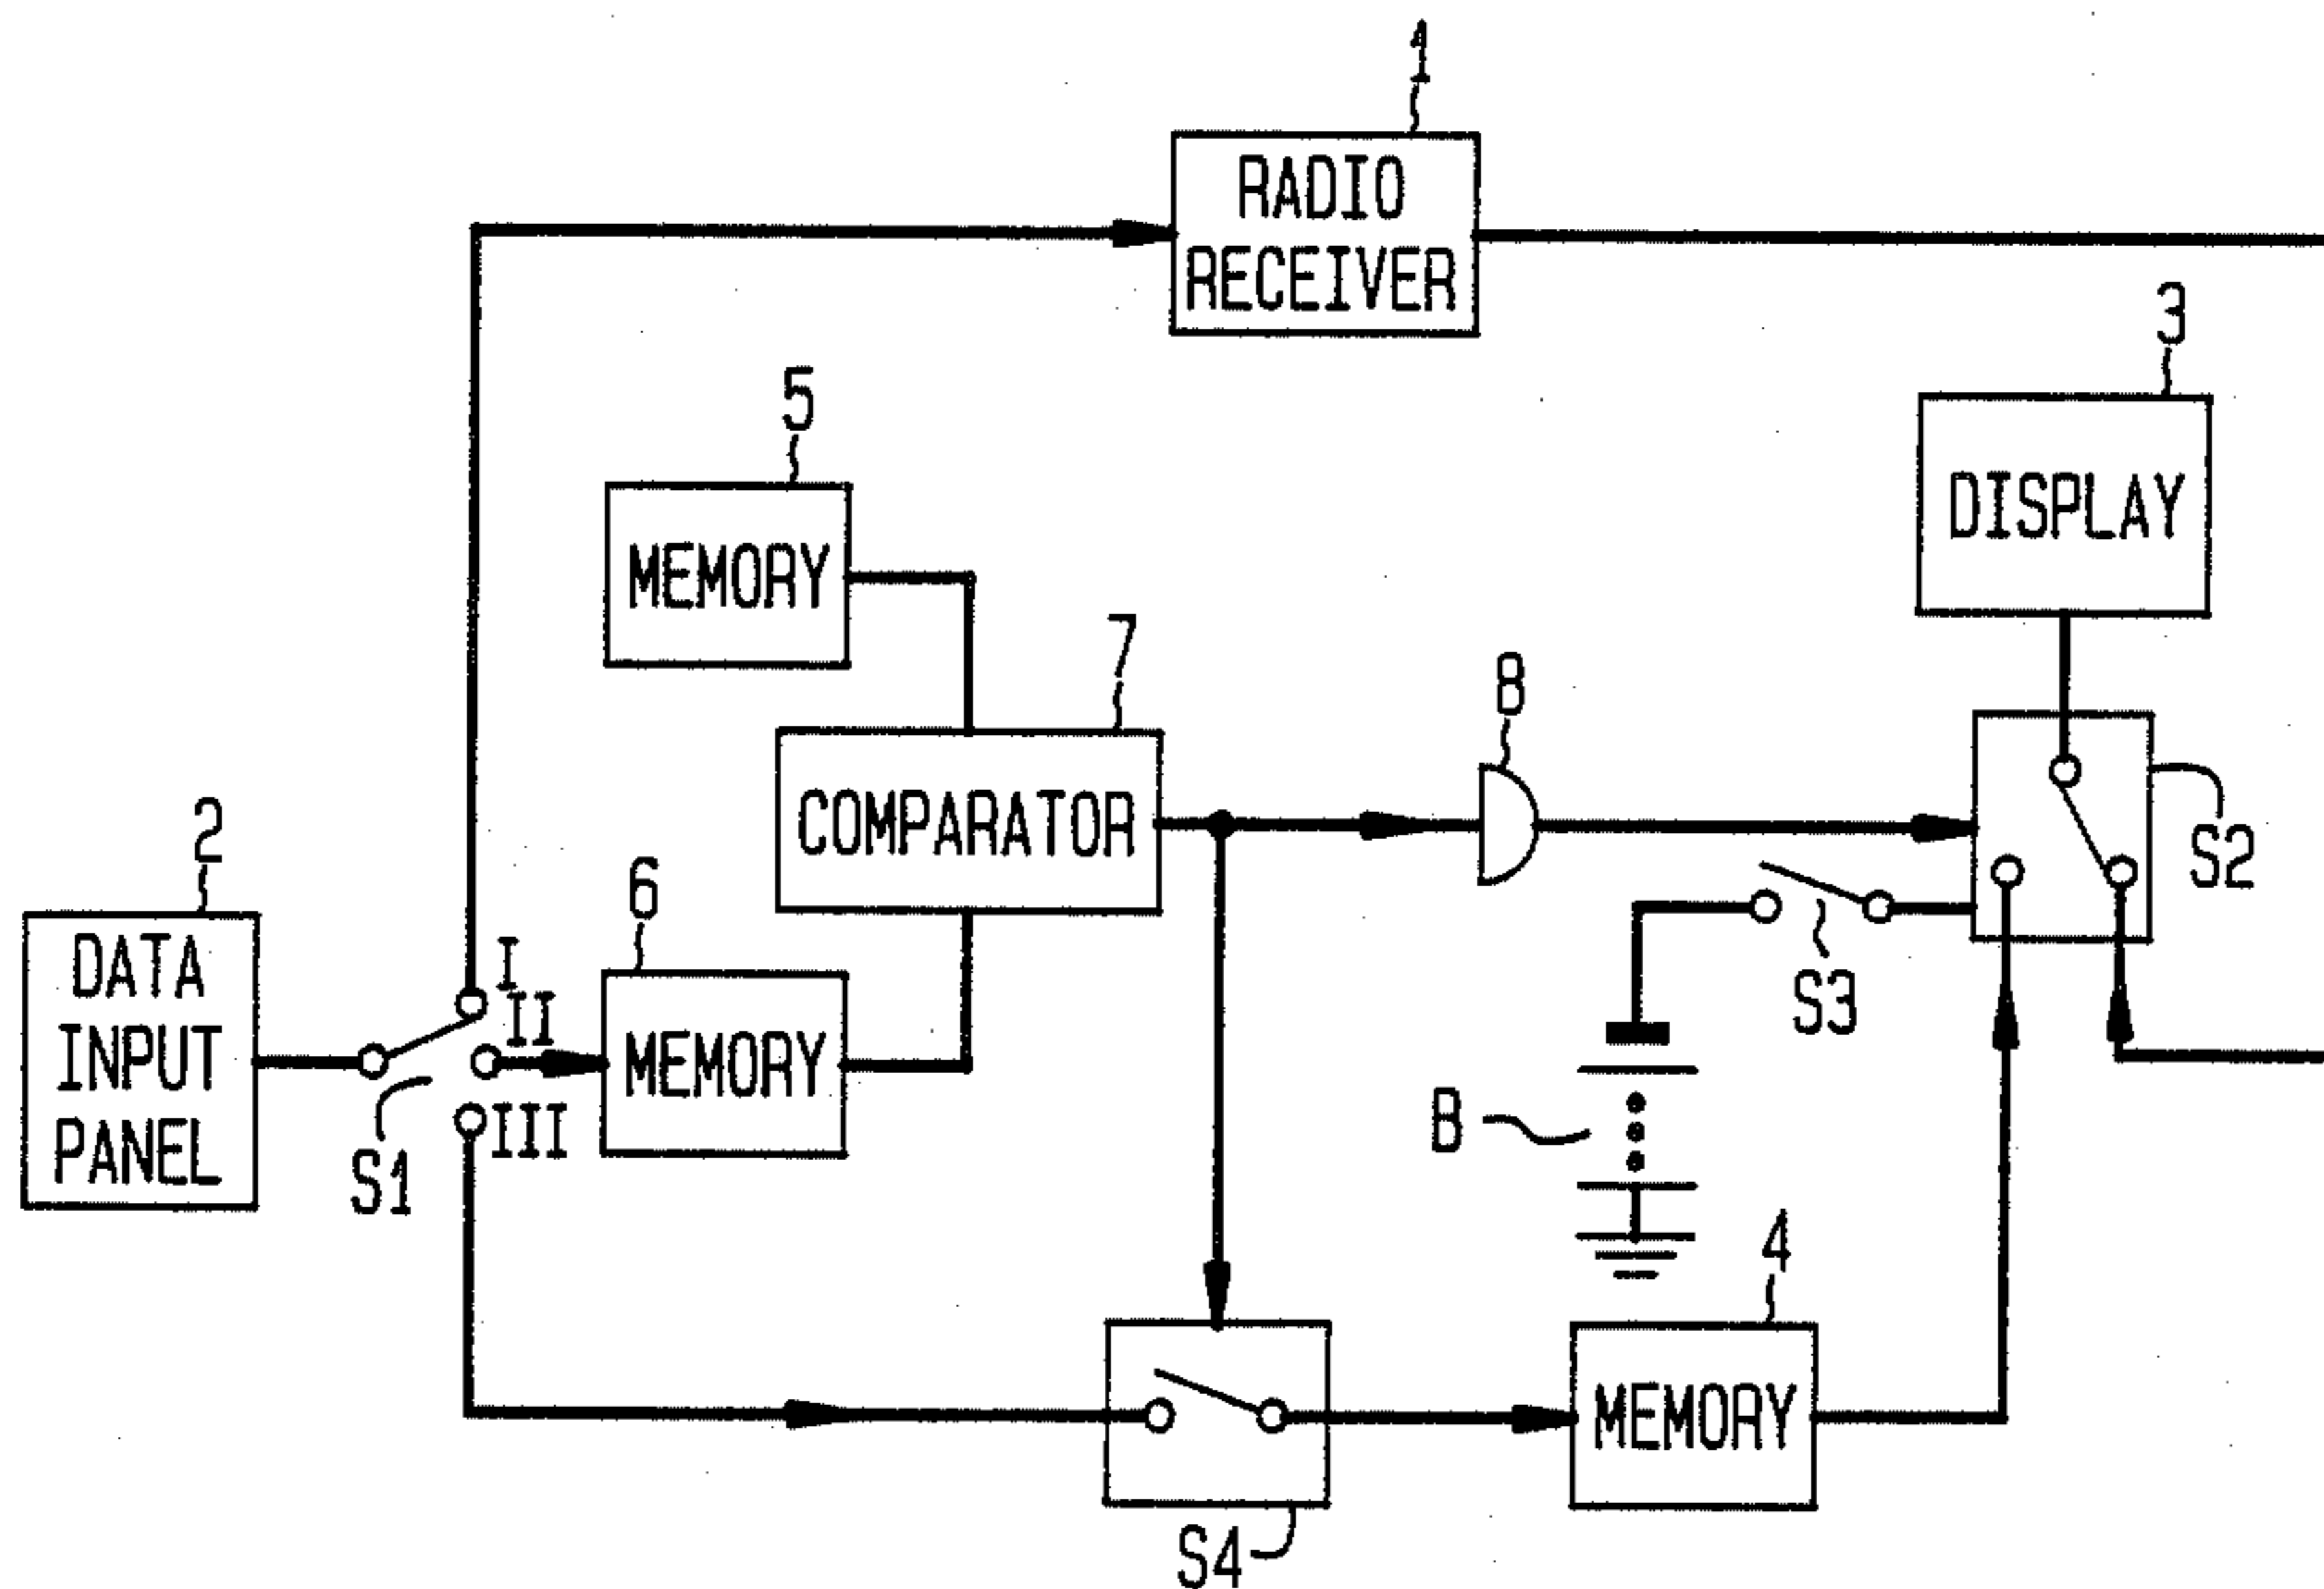 1
RADIO
RECEIVER
3
DISPLAY
5
MEMORY
7
COMPARATOR
8
S2
2
DATA
INPUT
PANEL
S1
I
II
III
6
MEMORY
S3
B
4
MEMORY
S4